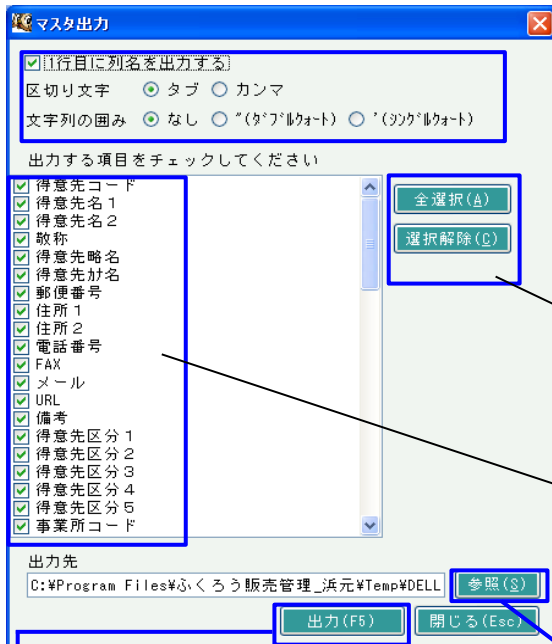 マスタ出力
1行目に列名を出力する
区切り文字 タブ カンマ
文字列の囲み なし "(ﾀﾞﾌﾞﾙｸｫｰﾄ) '(ｼﾝｸﾞﾙｸｫｰﾄ)
出力する項目をチェックしてください
得意先コード
得意先名1
得意先名2
敬称
得意先略名
得意先ｶﾅ名
郵便番号
住所1
住所2
電話番号
FAX
メール
URL
備考
得意先区分1
得意先区分2
得意先区分3
得意先区分4
得意先区分5
事業所コード
全選択(A)
選択解除(C)
出力先
C:¥Program Files¥ふくろう販売管理_浜元¥Temp¥DELL 参照(S)
出力(F5) 閉じる(Esc)